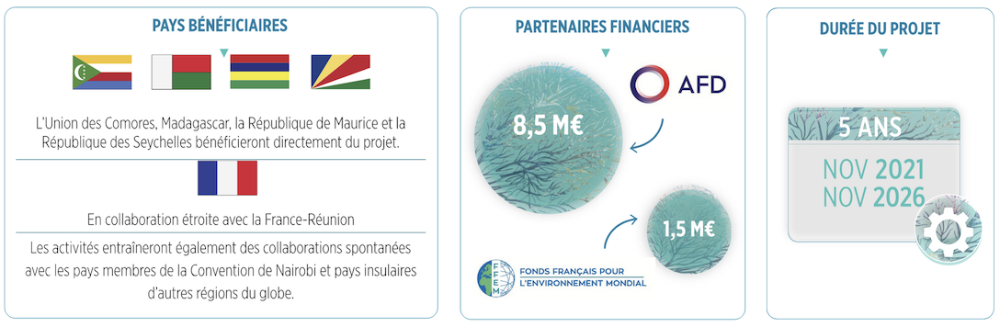 PAYS BÉNÉFICIAIRES
L'Union des Comores, Madagascar, la République de Maurice et la
République des Seychelles bénéficieront directement du projet.
En collaboration étroite avec la France-Réunion
Les activités entraîneront également des collaborations spontanées
avec les pays membres de la Convention de Nairobi et pays insulaires
d'autres régions du globe.
PARTENAIRES FINANCIERS
AFD
8,5 M€
1,5 M€
FFEM
FONDS FRANÇAIS POUR
L'ENVIRONNEMENT MONDIAL
DURÉE DU PROJET
5 ANS
NOV 2021
NOV 2026